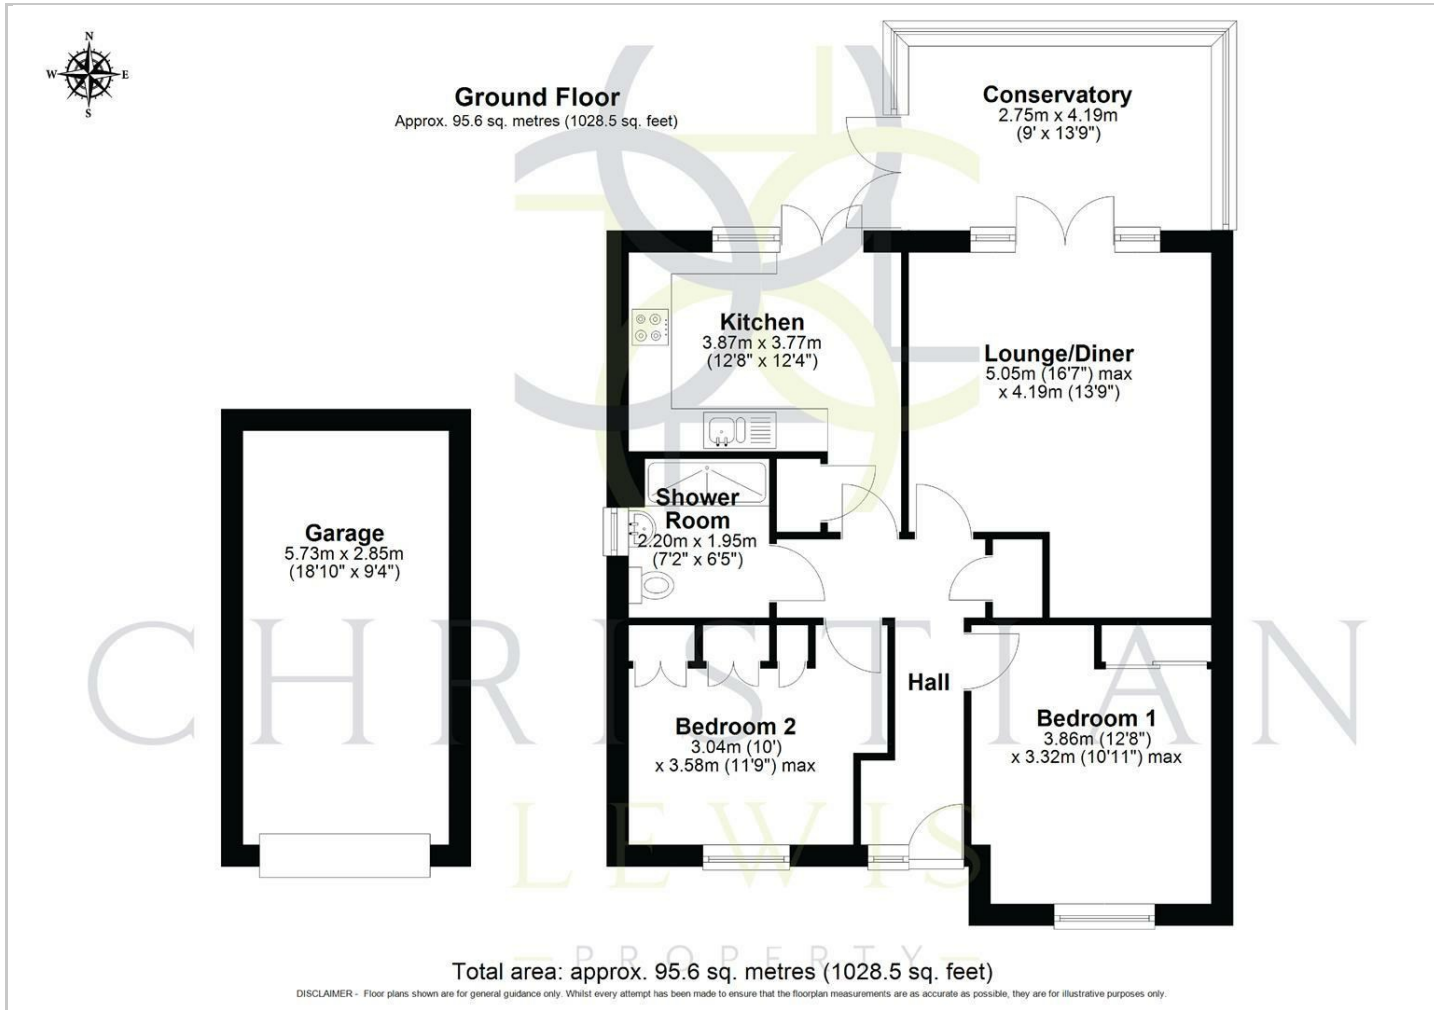 N
W E
S
Ground Floor
Approx. 95.6 sq. metres (1028.5 sq. feet)
Conservatory
2.75m x 4.19m
(9' x 13'9")
Kitchen
3.87m x 3.77m
(12'8" x 12'4")
Lounge/Diner
5.05m (16'7") max
x 4.19m (13'9")
Garage
5.73m x 2.85m
(18'10" x 9'4")
Shower
Room
2.20m x 1.95m
(7'2" x 6'5")
Hall
Bedroom 2
3.04m (10')
x 3.58m (11'9") max
Bedroom 1
3.86m (12'8")
x 3.32m (10'11") max
CHRISTIAN
LEWIS
PROPERTY
Total area: approx. 95.6 sq. metres (1028.5 sq. feet)
DISCLAIMER - Floor plans shown are for general guidance only. Whilst every attempt has been made to ensure that the floorplan measurements are as accurate as possible, they are for illustrative purposes only.